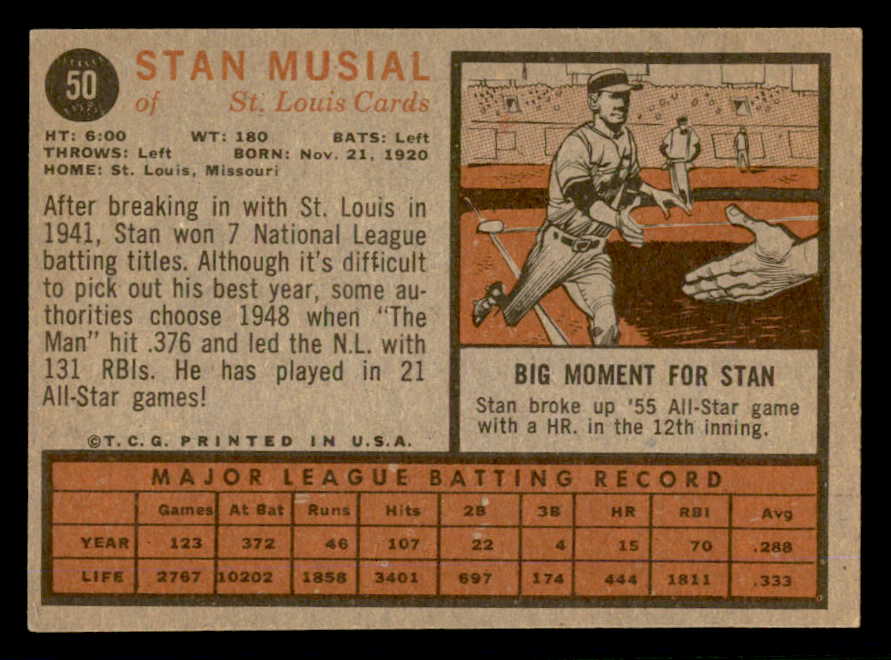 50
STAN MUSIAL
of St. Louis Cards
HT: 6:00 WT: 180 BATS: Left
THROWS: Left BORN: Nov. 21, 1920
HOME: St. Louis, Missouri
After breaking in with St. Louis in
1941, Stan won 7 National League
batting titles. Although it's difficult
to pick out his best year, some au-
thorities choose 1948 when "The
Man" hit .376 and led the N.L. with
131 RBIs. He has played in 21
All-Star games!
©T.C.G. PRINTED IN U.S.A.
BIG MOMENT FOR STAN
Stan broke up '55 All-Star game
with a HR. in the 12th inning.
MAJOR LEAGUE BATTING RECORD
Games At Bat Runs Hits 2B 3B HR RBI Avg
YEAR 123 372 46 107 22 4 15 70 .288
LIFE 2767 10202 1858 3401 697 174 444 1811 .333